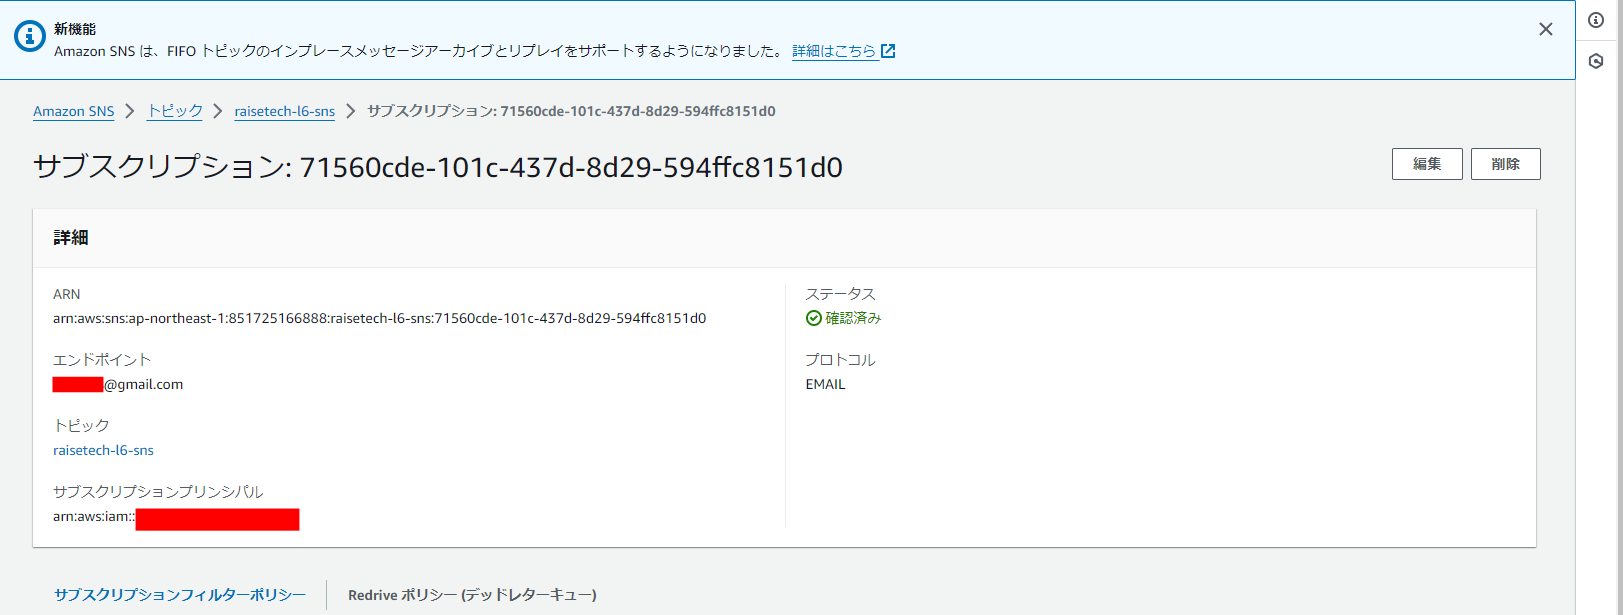 新機能
Amazon SNS は、FIFO トピックのインプレースメッセージアーカイブとリプレイをサポートするようになりました。 詳細はこちら
Amazon SNS > トピック > raisetech-l6-sns > サブスクリプション: 71560cde-101c-437d-8d29-594ffc8151d0
サブスクリプション: 71560cde-101c-437d-8d29-594ffc8151d0
編集 削除
詳細
ARN
arn:aws:sns:ap-northeast-1:851725166888:raisetech-l6-sns:71560cde-101c-437d-8d29-594ffc8151d0
エンドポイント
@gmail.com
トピック
raisetech-l6-sns
サブスクリプションプリンシパル
arn:aws:iam::
ステータス
確認済み
プロトコル
EMAIL
サブスクリプションフィルターポリシー
Redrive ポリシー (デッドレターキュー)